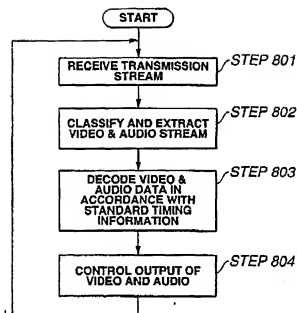 START
RECEIVE TRANSMISSION
STREAM
STEP 801
CLASSIFY AND EXTRACT
VIDEO & AUDIO STREAM
STEP 802
DECODE VIDEO &
AUDIO DATA IN
ACCORDANCE WITH
STANDARD TIMING
INFORMATION
STEP 803
CONTROL OUTPUT OF
VIDEO AND AUDIO
STEP 804